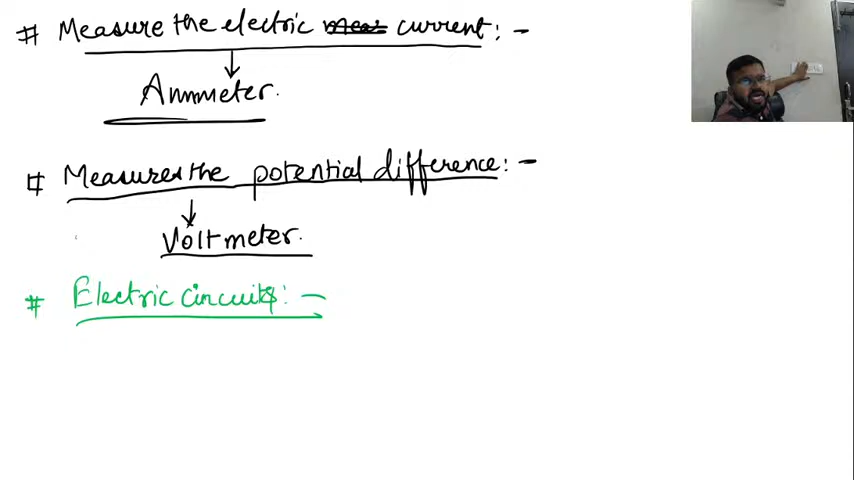 # Measure the electric current : -
Ammeter.
# Measures the potential difference : -
Voltmeter.
# Electric circuits : -